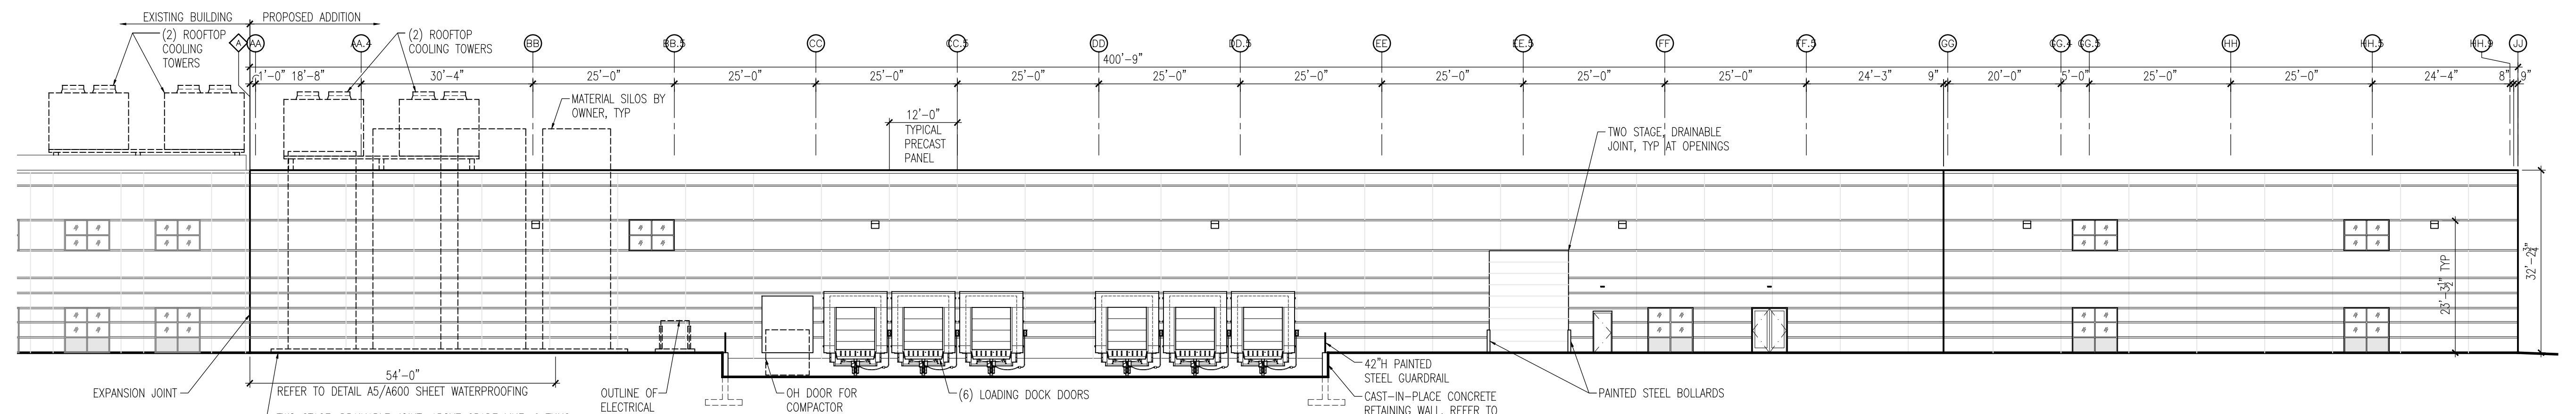 EXISTING BUILDING
PROPOSED ADDITION
(2) ROOFTOP
COOLING
TOWERS
(2) ROOFTOP
COOLING TOWERS
A
AA
AA.4
BB
BB.5
CC
CC.5
DD
DD.5
EE
EE.5
FF
FF.5
GG
GG.4
GG.5
HH
HH.5
HH.9
JJ
400'-9"
1'-0"
18'-8"
30'-4"
25'-0"
25'-0"
25'-0"
25'-0"
25'-0"
25'-0"
25'-0"
25'-0"
25'-0"
24'-3"
9"
20'-0"
5'-0"
25'-0"
25'-0"
24'-4"
8"
9"
MATERIAL SILOS BY
OWNER, TYP
12'-0"
TYPICAL
PRECAST
PANEL
TWO STAGE, DRAINABLE
JOINT, TYP AT OPENINGS
23'-3½" TYP
32'-2¾"
EXPANSION JOINT
54'-0"
REFER TO DETAIL A5/A600 SHEET WATERPROOFING
OUTLINE OF
ELECTRICAL
OH DOOR FOR
COMPACTOR
(6) LOADING DOCK DOORS
42"H PAINTED
STEEL GUARDRAIL
CAST-IN-PLACE CONCRETE
RETAINING WALL, REFER TO
PAINTED STEEL BOLLARDS